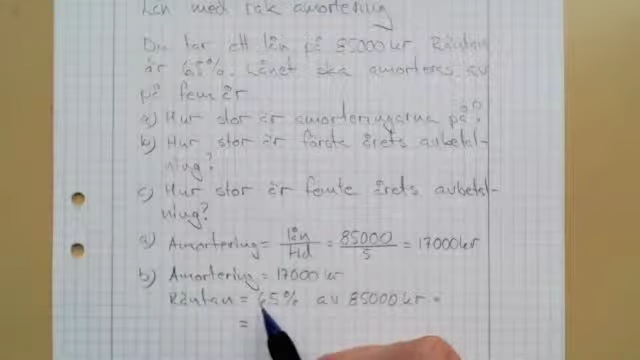 Lån med rak amortering
Du tar ett lån på 85000 kr Räntan
är 6,5%. Lånet ska amorteras av
på fem år
a) Hur stor är amorteringarna på?
b) Hur stor är första årets avbetal-
ning?
c) Hur stor är femte årets avbetal-
ning?
a) Amortering = lån/tid = 85000/5 = 17000 kr
b) Amortering = 17000 kr
Räntan = 6,5% av 85000 kr =
=